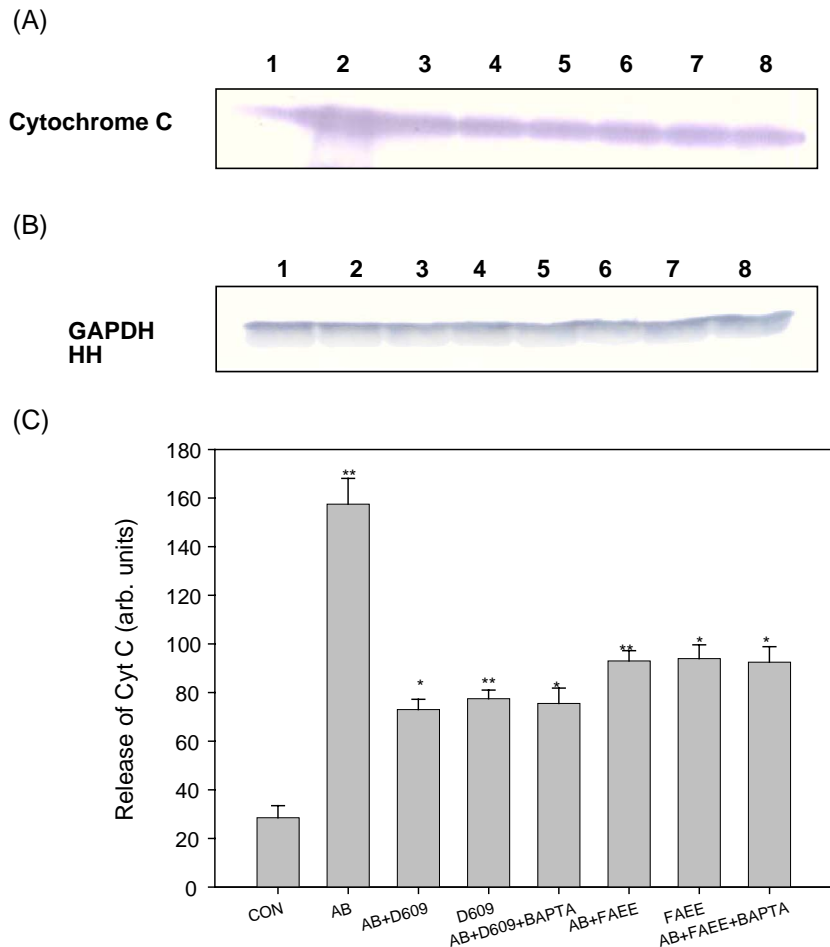 (A)
1 2 3 4 5 6 7 8
Cytochrome C
(B)
1 2 3 4 5 6 7 8
GAPDH
HH
(C)
Release of Cyt C (arb. units)
180
160
140
120
100
80
60
40
20
0
** * ** * ** * *
CON AB AB+D609 D609 AB+D609+BAPTA AB+FAEE FAEE AB+FAEE+BAPTA